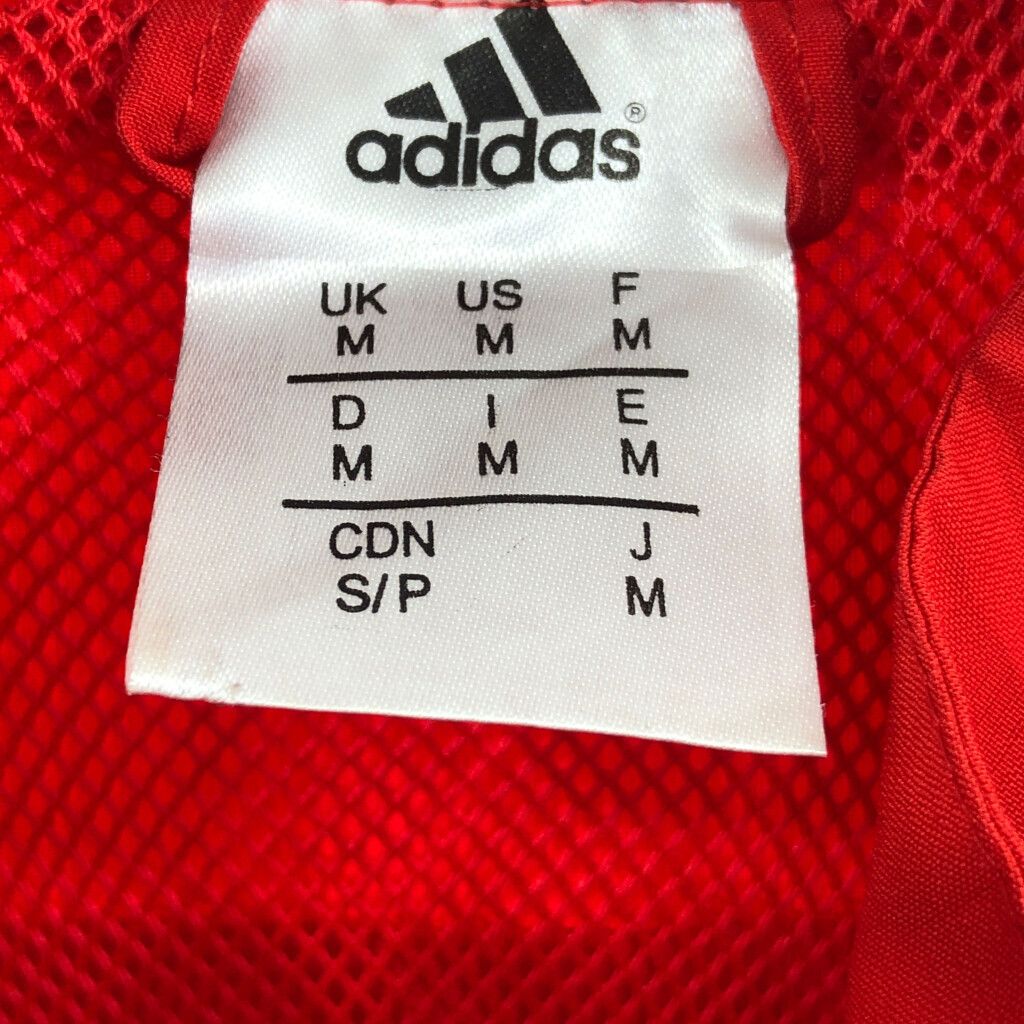 adidas®
UK US F
M M M
D I E
M M M
CDN J
S/P M